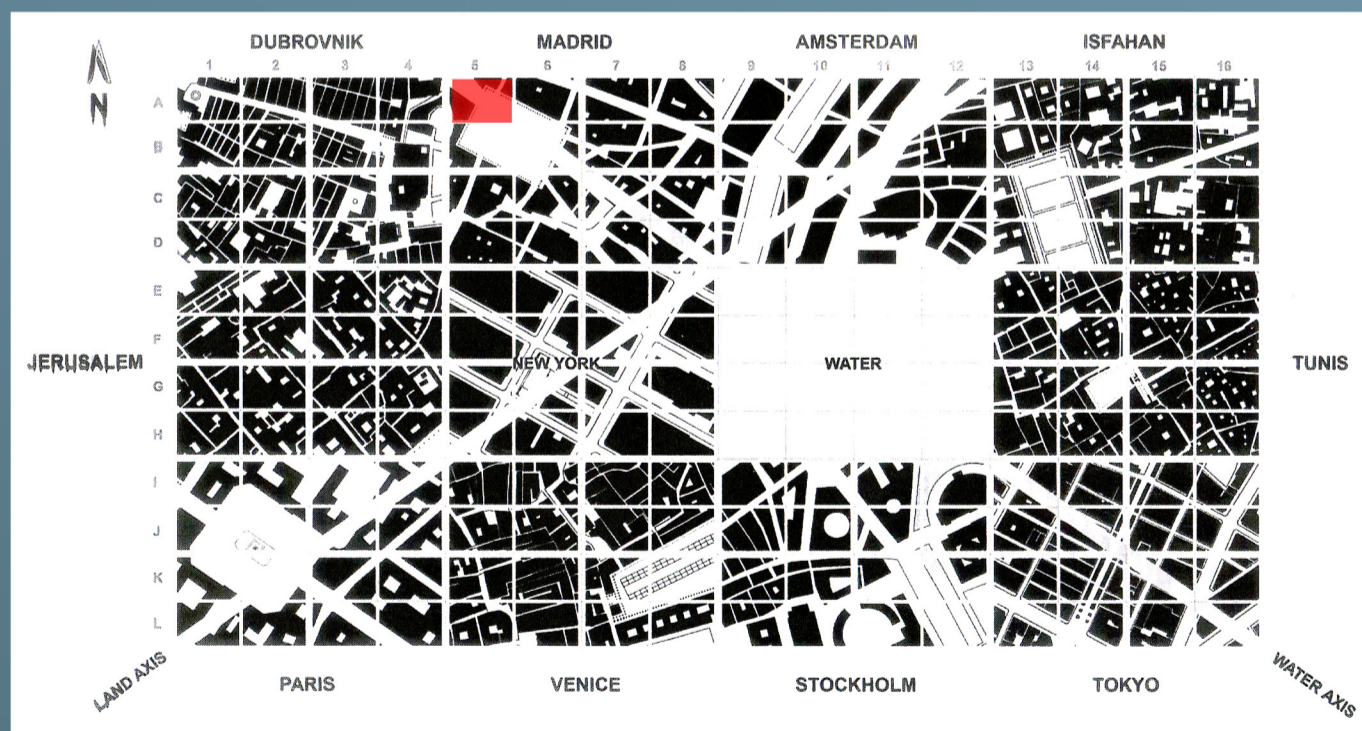 DUBROVNIK MADRID AMSTERDAM ISFAHAN
1 2 3 4 5 6 7 8 9 10 11 12 13 14 15 16
N
A
B
C
D
E
F
JERUSALEM NEW YORK WATER TUNIS
G
H
I
J
K
L
LAND AXIS
PARIS VENICE STOCKHOLM TOKYO
WATER AXIS